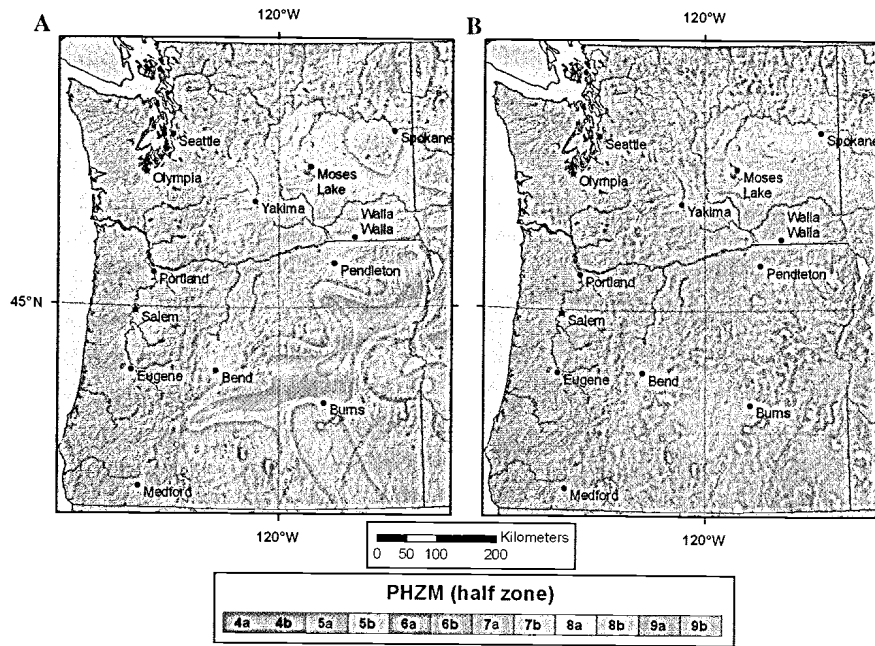 A
B
120°W
120°W
Seattle
Spokane
Olympia
Moses
Lake
Yakima
Walla
Walla
Portland
Pendleton
45°N
Salem
Eugene
Bend
Burns
Medford
Seattle
Spokane
Olympia
Moses
Lake
Yakima
Walla
Walla
Portland
Pendleton
Salem
Eugene
Bend
Burns
Medford
120°W
120°W
Kilometers
0 50 100 200
PHZM (half zone)
4a 4b 5a 5b 6a 6b 7a 7b 8a 8b 9a 9b